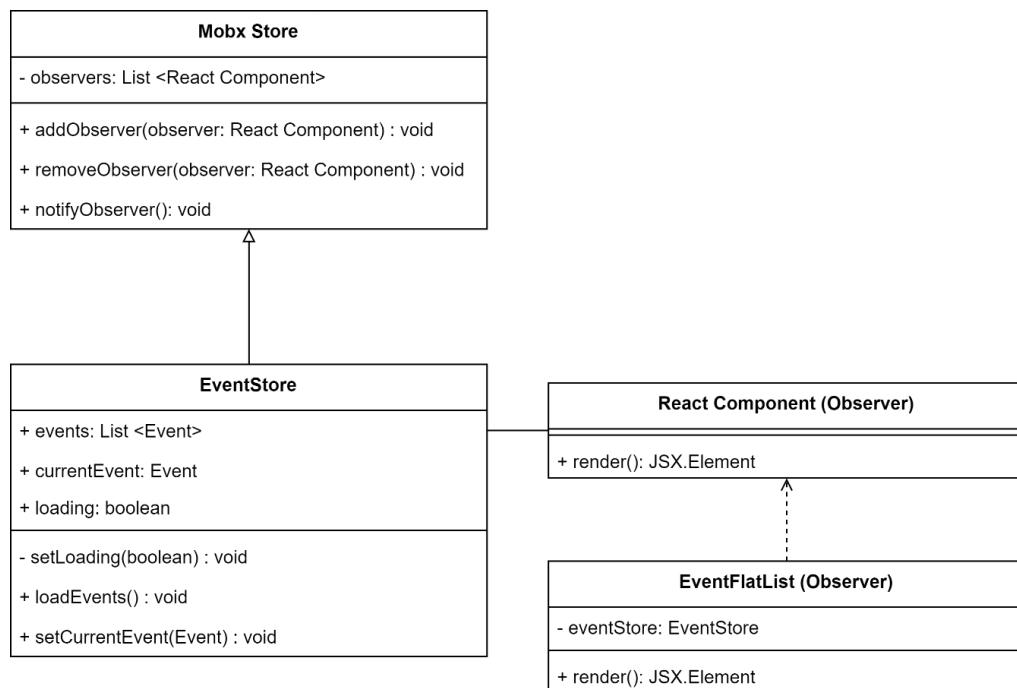 Mobx Store
- observers: List <React Component>
+ addObserver(observer: React Component) : void
+ removeObserver(observer: React Component) : void
+ notifyObserver(): void
EventStore
+ events: List <Event>
+ currentEvent: Event
+ loading: boolean
- setLoading(boolean) : void
+ loadEvents() : void
+ setCurrentEvent(Event) : void
React Component (Observer)
+ render(): JSX.Element
EventFlatList (Observer)
- eventStore: EventStore
+ render(): JSX.Element